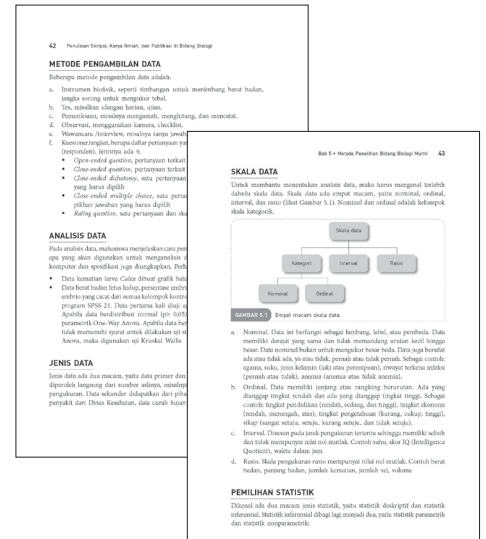 42 Penulisan Skripsi, Karya Ilmiah, dan Publikasi di Bidang Biologi
METODE PENGAMBILAN DATA
Beberapa metode pengambilan data adalah:
a. Instrumen biofisik, seperti timbangan untuk menimbang berat badan,
jangka sorong untuk mengukur tebal.
b. Tes, misalkan ulangan harian, ujian.
c. Pemeriksaan, misalnya mengamati, menghitung, dan mencatat.
d. Observasi, menggunakan kamera, checklist.
e. Wawancara /interview, misalnya tanya jawab
f. Kuesioner/angket, berupa daftar pertanyaan
(responden). Jenisnya ada 4:
• Open-ended question, pertanyaan terkait
• Close-ended question, pertanyaan terkait
• Close-ended dichotomy, satu pertanyaan
yang harus dipilih
• Close-ended multiple choice, satu
pilihan jawaban yang harus dipilih
• Rating question, satu pertanyaan dan
ANALISIS DATA
Pada analisis data, mahasiswa menjelaskan cara
apa yang akan digunakan untuk menganalisis
komputer dan spesifikasi juga diungkapkan.
• Data kematian larva Culex dibuat grafik
• Data berat badan fetus hidup, persentase
embrio yang cacat dari semua kelompok
program SPSS 21. Data pertama kali diuji
Apabila data berdistribusi normal (p> 0,05)
parametrik One-Way Anova. Apabila data
tidak memenuhi syarat untuk dilakukan uji
Anova, maka digunakan uji Kruskal Wallis
JENIS DATA
Jenis data ada dua macam, yaitu data primer dan
diperoleh langsung dari sumber aslinya, misalnya
pengukuran. Data sekunder didapatkan dari
penyakit dari Dinas Kesehatan, data curah hujan
Bab 5 • Metode Penelitian Bidang Biologi Murni 43
SKALA DATA
Untuk membantu menentukan analisis data, maka harus mengenal terlebih
dahulu skala data. Skala data ada empat macam, yaitu nominal, ordinal,
interval, dan rasio (lihat Gambar 5.1). Nominal dan ordinal adalah kelompok
skala kategorik.
Skala data
Kategori Interval Rasio
Nominal Ordinal
GAMBAR 5.1 Empat macam skala data.
a. Nominal. Data ini berfungsi sebagai lambang, label, atau pembeda. Data
memiliki derajat yang sama dan tidak memandang urutan kecil hingga
besar. Data nominal bukan untuk mengukur besar beda. Data juga bersifat
ada atau tidak ada, ya atau tidak, pernah atau tidak pernah. Sebagai contoh:
agama, suku, jenis kelamin (laki atau perempuan), riwayat terkena infeksi
(pernah atau tidak), anemia (anemia atau tidak anemia).
b. Ordinal. Data memiliki jenjang atau rangking berurutan. Ada yang
dianggap tingkat rendah dan ada yang dianggap tingkat tinggi. Sebagai
contoh: tingkat pendidikan (rendah, sedang, dan tinggi), tingkat ekonomi
(rendah, menengah, atas), tingkat pengetahuan (kurang, cukup, tinggi),
sikap (sangat setuju, setuju, kurang setuju, dan tidak setuju).
c. Interval. Disusun pada jarak pengukuran tertentu sehingga memiliki selisih
dan tidak mempunyai nilai nol mutlak. Contoh suhu, skor IQ (Intelligence
Quotient), waktu dalam jam
d. Rasio. Skala pengukuran rasio mempunyai nilai nol mutlak. Contoh berat
badan, panjang badan, jumlah kematian, jumlah sel, volume
PEMILIHAN STATISTIK
Dikenal ada dua macam jenis statistik, yaitu statistik deskriptif dan statistik
inferensial. Statistik inferensial dibagi lagi menjadi dua, yaitu statistik parametrik
dan statistik nonparametrik: